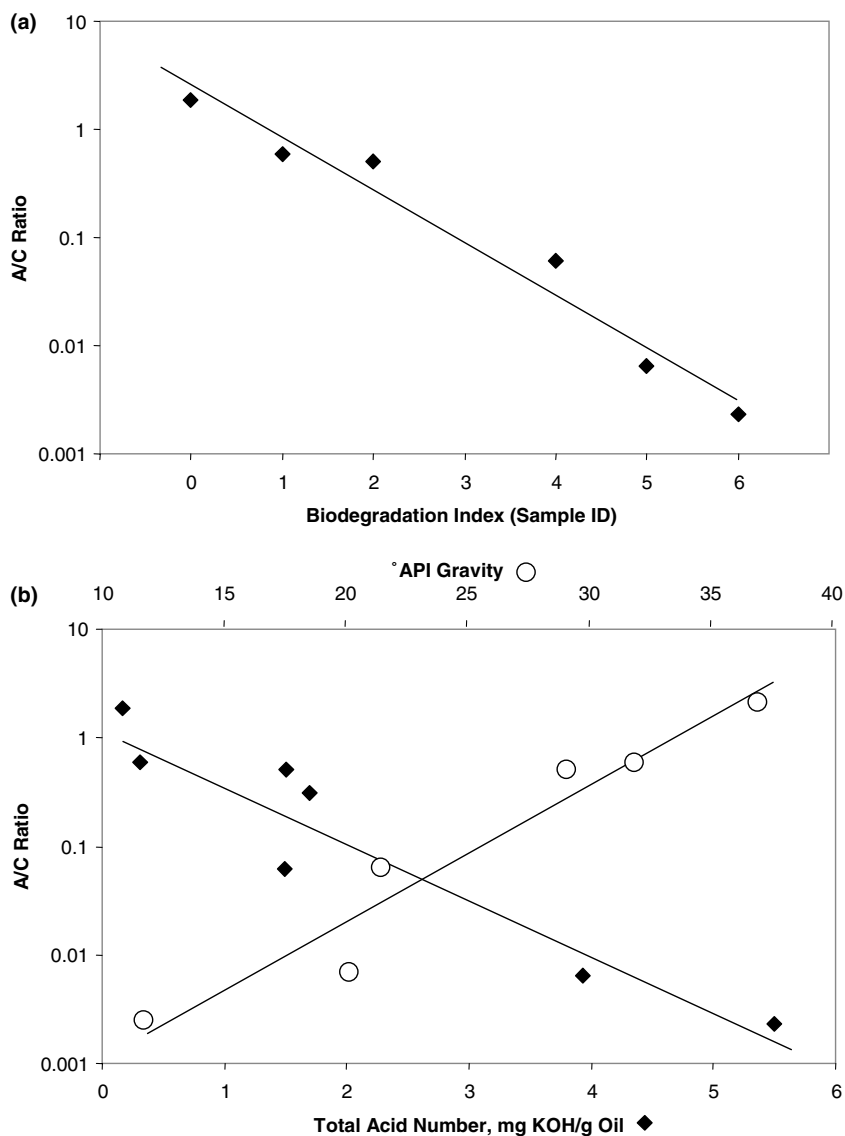 (a)
10
1
0.1
0.01
0.001
A/C Ratio
0 1 2 3 4 5 6
Biodegradation Index (Sample ID)
(b)
°API Gravity
10 15 20 25 30 35 40
10
1
0.1
0.01
0.001
A/C Ratio
0 1 2 3 4 5 6
Total Acid Number, mg KOH/g Oil